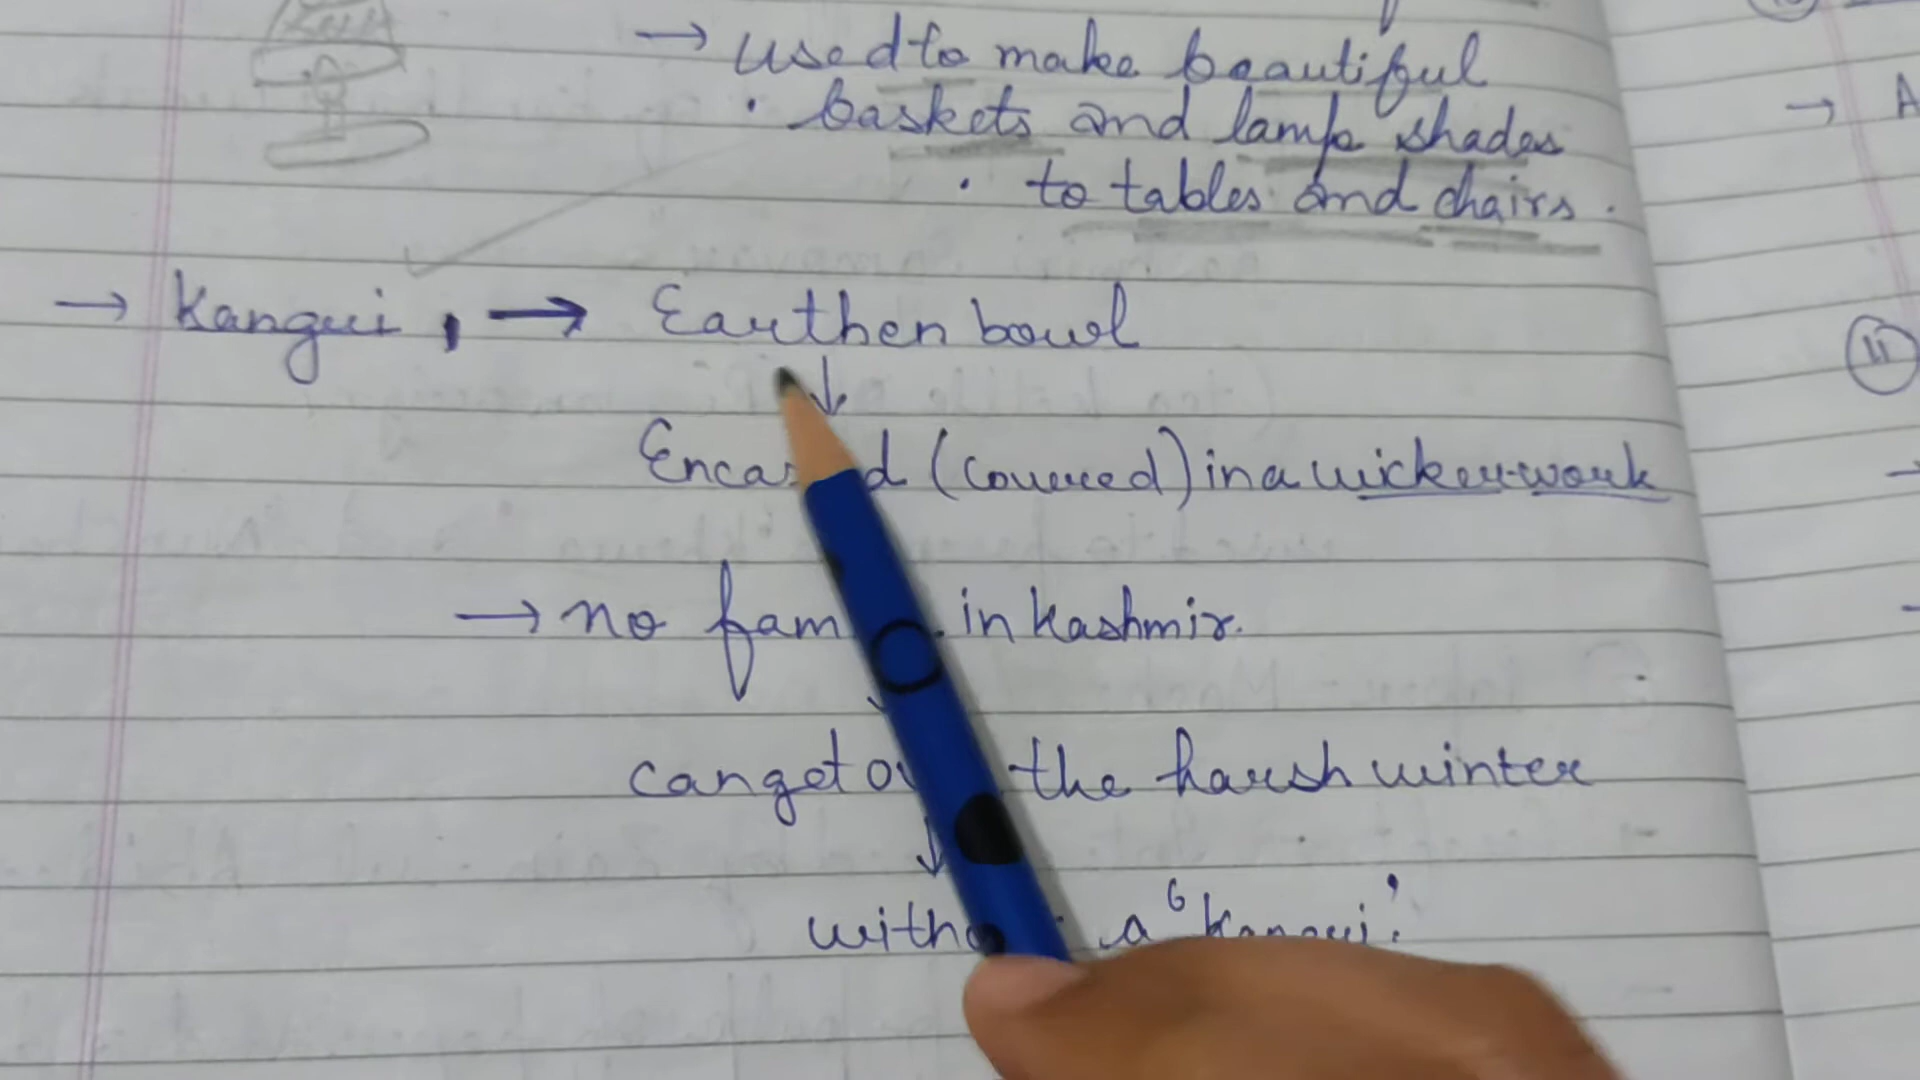 → used to make beautiful
· baskets and lamp shades
· to tables and chairs.
→ Kangri, → Earthen bowl
↓
Encased (covered) in a wicker-work
→ no family in Kashmir.
can get over the harsh winter
↓
without a ‘Kangri’.
→ A
11